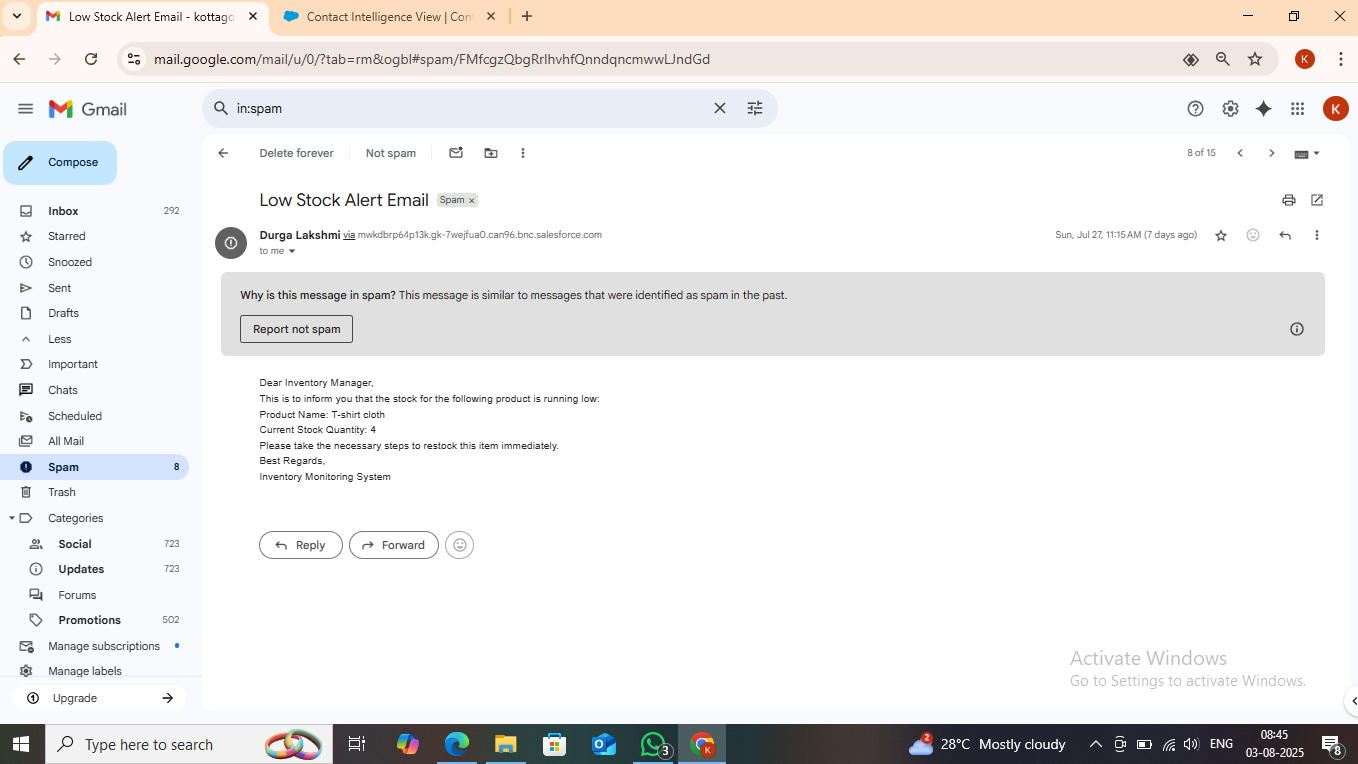 Low Stock Alert Email - kottago
Contact Intelligence View | Con
mail.google.com/mail/u/0/?tab=rm&ogbl#spam/FMfcgzQbgRrlhvhfQnndqncmwwLJndGd
K
Gmail
in:spam
K
Compose
Delete forever
Not spam
8 of 15
Inbox 292
Starred
Snoozed
Sent
Drafts
Less
Important
Chats
Scheduled
All Mail
Spam 8
Trash
Categories
Social 723
Updates 723
Forums
Promotions 502
Manage subscriptions
Manage labels
Upgrade
Low Stock Alert Email Spam x
Durga Lakshmi via mwkdbrp64p13k.gk-7wejfua0.can96.bnc.salesforce.com
Sun, Jul 27, 11:15 AM (7 days ago)
to me
Why is this message in spam? This message is similar to messages that were identified as spam in the past.
Report not spam
Dear Inventory Manager,
This is to inform you that the stock for the following product is running low:
Product Name: T-shirt cloth
Current Stock Quantity: 4
Please take the necessary steps to restock this item immediately.
Best Regards,
Inventory Monitoring System
Reply
Forward
Activate Windows
Go to Settings to activate Windows.
Type here to search
3
K
2
28°C Mostly cloudy
ENG
08:45
03-08-2025
8